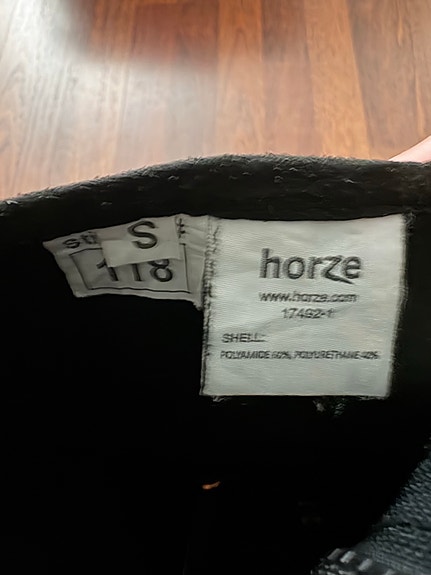 S
118
horze
www.horze.com
17492-1
SHELL:
POLYAMIDE 60%, POLYURETHANE 40%